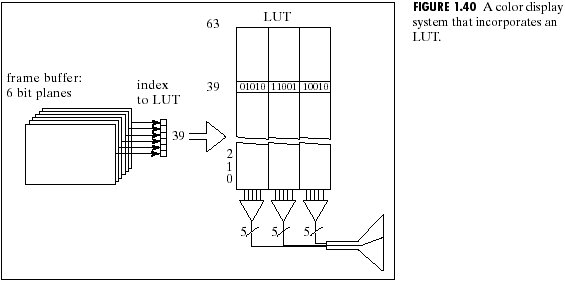 FIGURE 1.40 A color display
system that incorporates an
LUT.
LUT
63
frame buffer:
6 bit planes
index
to LUT
39
39
01010 11001 10010
2
1
0
5 5 5